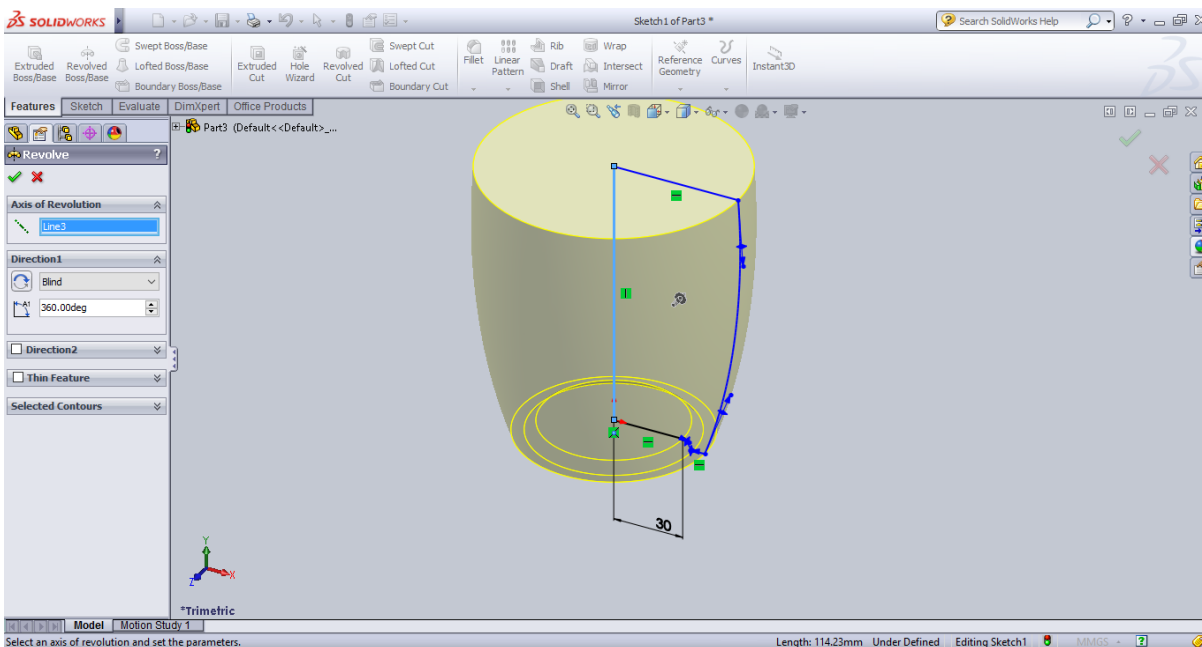 SOLIDWORKS
Sketch1 of Part3 *
Search SolidWorks Help
?
Extruded Boss/Base
Revolved Boss/Base
Swept Boss/Base
Lofted Boss/Base
Boundary Boss/Base
Extruded Cut
Hole Wizard
Revolved Cut
Swept Cut
Lofted Cut
Boundary Cut
Fillet
Linear Pattern
Rib
Draft
Shell
Wrap
Intersect
Mirror
Reference Geometry
Curves
Instant3D
Features Sketch Evaluate DimXpert Office Products
Part3 (Default<<Default>_...
Revolve ?
Axis of Revolution
Line3
Direction1
Blind
A1
360.00deg
Direction2
Thin Feature
Selected Contours
30
Y
X
Z
*Trimetric
Model Motion Study 1
Select an axis of revolution and set the parameters.
Length: 114.23mm Under Defined Editing Sketch1 MMGS ?